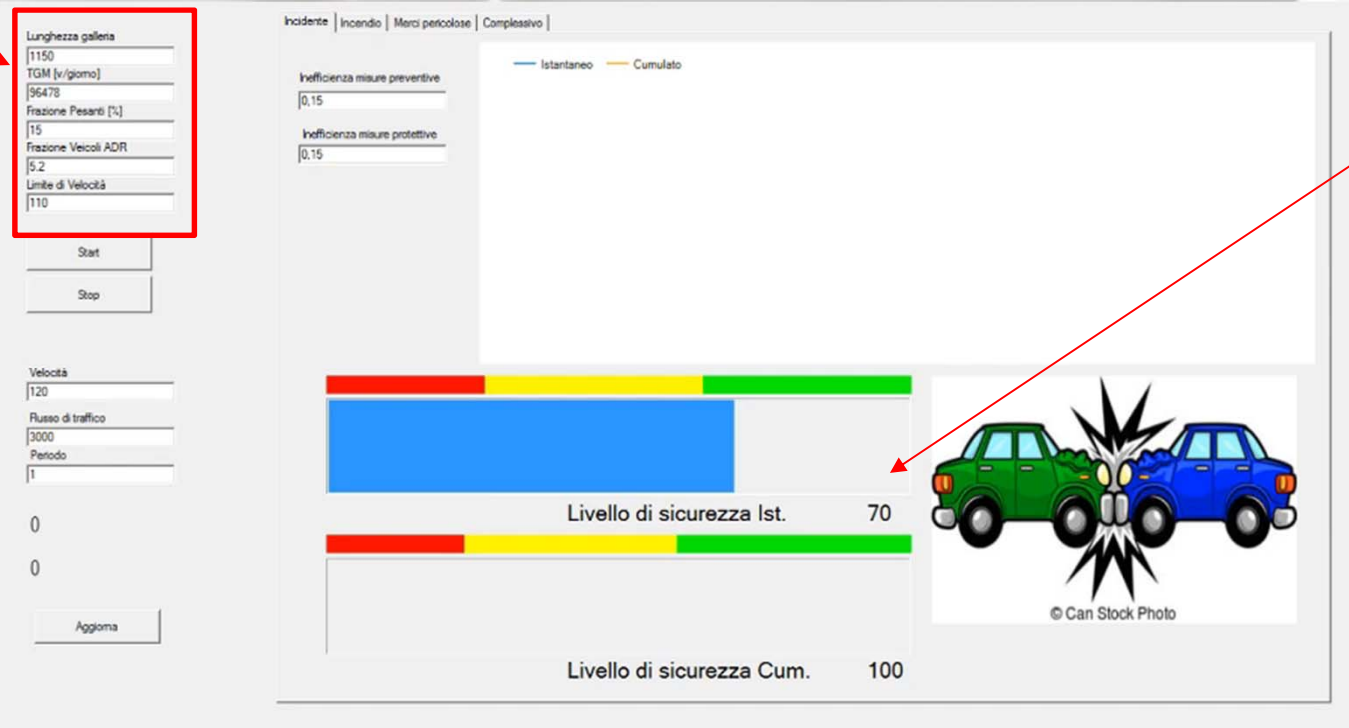 Lunghezza galleria
1150
TGM [v/giorno]
96478
Frazione Pesanti [%]
15
Frazione Veicoli ADR
5.2
Limite di Velocità
110
Start
Stop
Velocità
120
Flusso di traffico
3000
Periodo
1
0
0
Aggiorna
Incidente Incendio Merci pericolose Complessivo
Inefficienza misure preventive
0,15
Inefficienza misure protettive
0.15
Istantaneo Cumulato
Livello di sicurezza Ist. 70
Livello di sicurezza Cum. 100
© Can Stock Photo